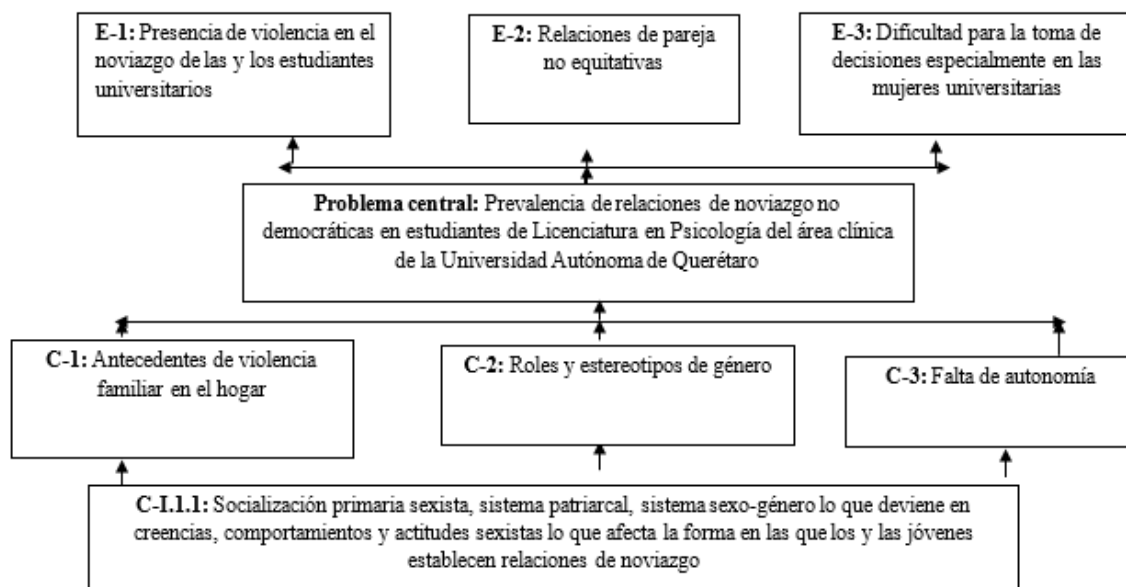 E-1: Presencia de violencia en el
noviazgo de las y los estudiantes
universitarios
E-2: Relaciones de pareja
no equitativas
E-3: Dificultad para la toma de
decisiones especialmente en las
mujeres universitarias
Problema central: Prevalencia de relaciones de noviazgo no
democráticas en estudiantes de Licenciatura en Psicología del área clínica
de la Universidad Autónoma de Querétaro
C-1: Antecedentes de violencia
familiar en el hogar
C-2: Roles y estereotipos de género
C-3: Falta de autonomía
C-I.1.1: Socialización primaria sexista, sistema patriarcal, sistema sexo-género lo que deviene en
creencias, comportamientos y actitudes sexistas lo que afecta la forma en las que los y las jóvenes
establecen relaciones de noviazgo